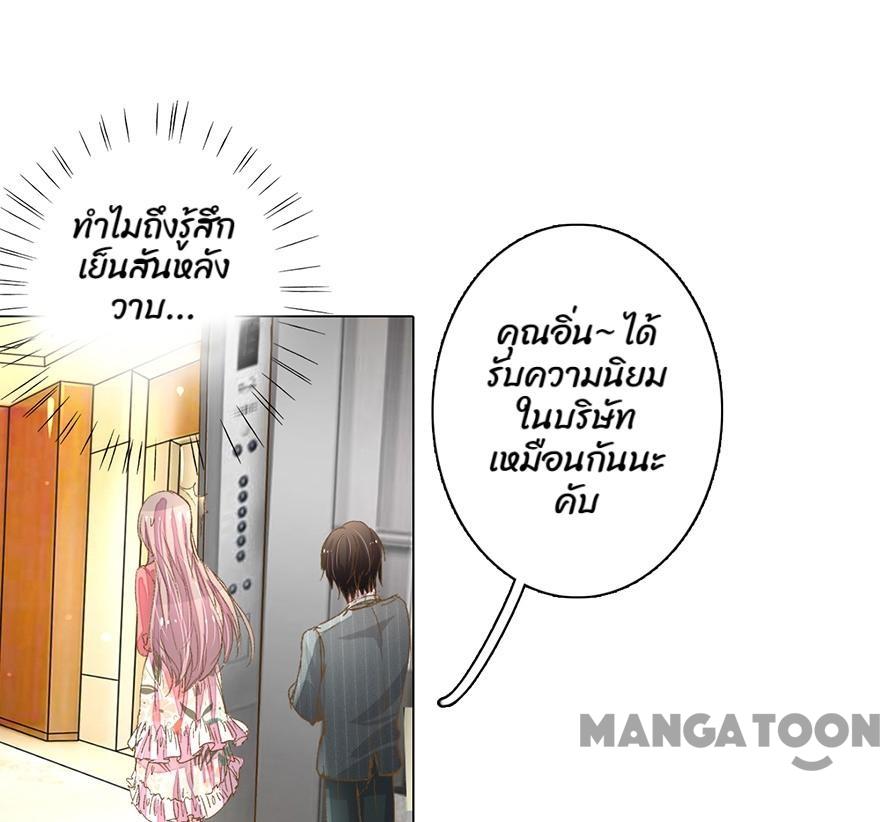 ทำไมถึงรู้สึก
เย็นสันหลัง
วาบ...
คุณอิ่น~ ได้
รับความนิยม
ในบริษัท
เหมือนกันนะ
คับ
MANGATOON